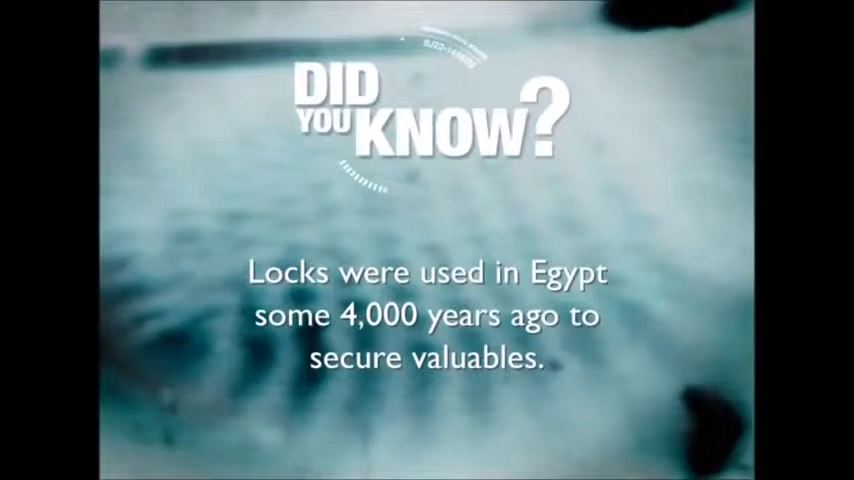 DID
YOU KNOW?
Locks were used in Egypt
some 4,000 years ago to
secure valuables.